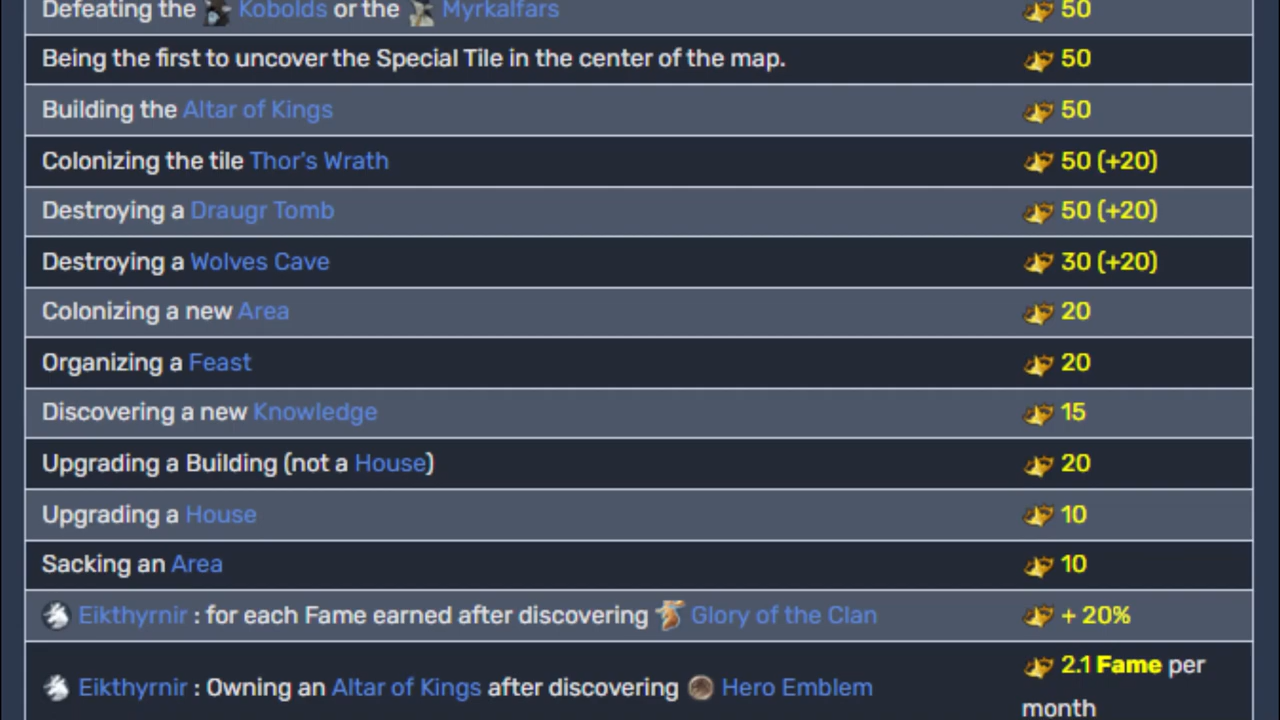 Defeating the Kobolds or the Myrkalfars 50
Being the first to uncover the Special Tile in the center of the map. 50
Building the Altar of Kings 50
Colonizing the tile Thor's Wrath 50 (+20)
Destroying a Draugr Tomb 50 (+20)
Destroying a Wolves Cave 30 (+20)
Colonizing a new Area 20
Organizing a Feast 20
Discovering a new Knowledge 15
Upgrading a Building (not a House) 20
Upgrading a House 10
Sacking an Area 10
Eikthyrnir : for each Fame earned after discovering Glory of the Clan + 20%
Eikthyrnir : Owning an Altar of Kings after discovering Hero Emblem 2.1 Fame per
month